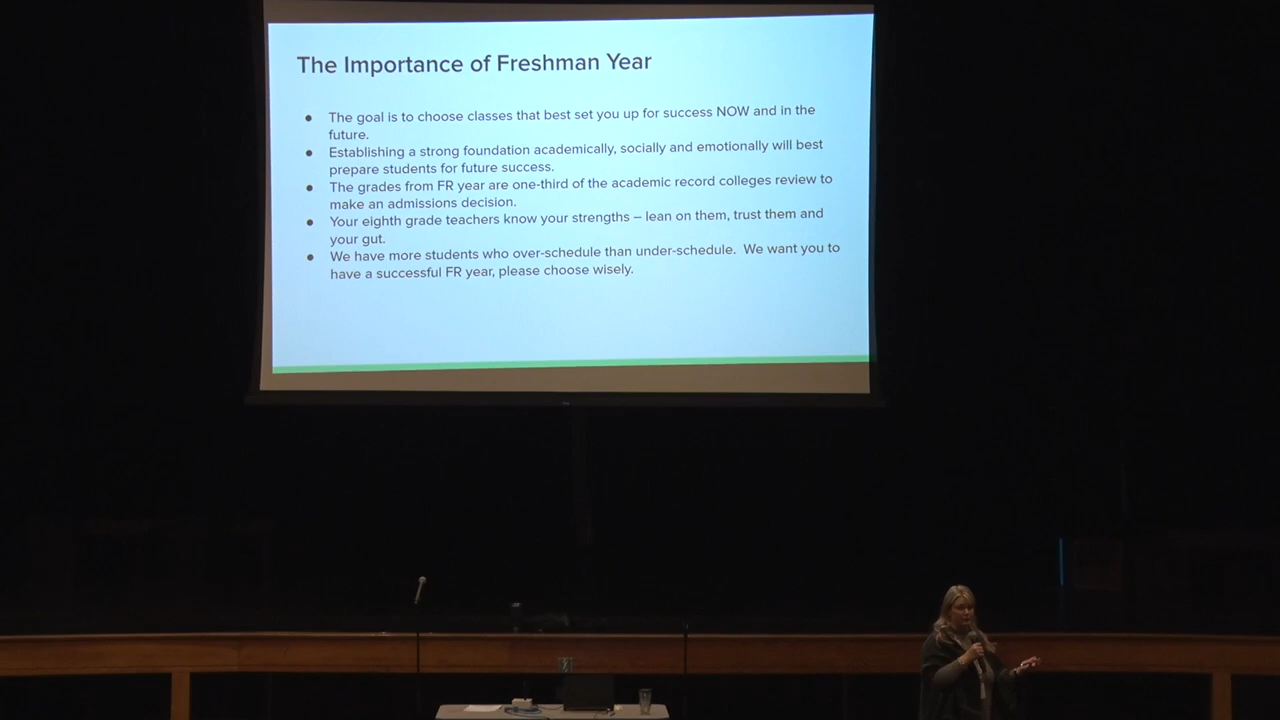 The Importance of Freshman Year
● The goal is to choose classes that best set you up for success NOW and in the
future.
● Establishing a strong foundation academically, socially and emotionally will best
prepare students for future success.
● The grades from FR year are one-third of the academic record colleges review to
make an admissions decision.
● Your eighth grade teachers know your strengths – lean on them, trust them and
your gut.
● We have more students who over-schedule than under-schedule.  We want you to
have a successful FR year, please choose wisely.